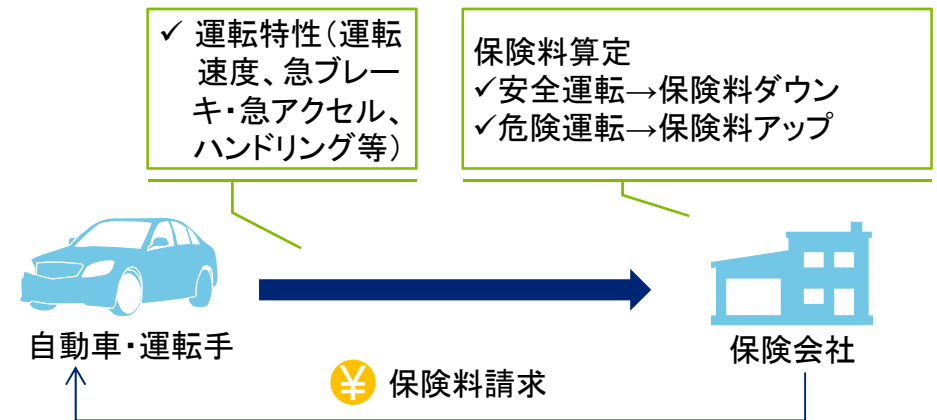 ✓ 運転特性（運転
速度、急ブレー
キ・急アクセル、
ハンドリング等）
保険料算定
✓安全運転→保険料ダウン
✓危険運転→保険料アップ
自動車・運転手
保険会社
¥ 保険料請求